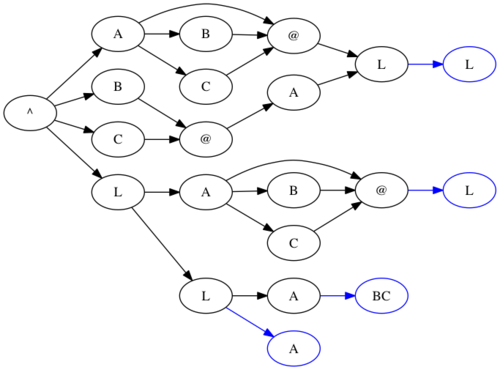 A B @
L L
B C A
^
C @
L A B @ L
C
L A BC
A